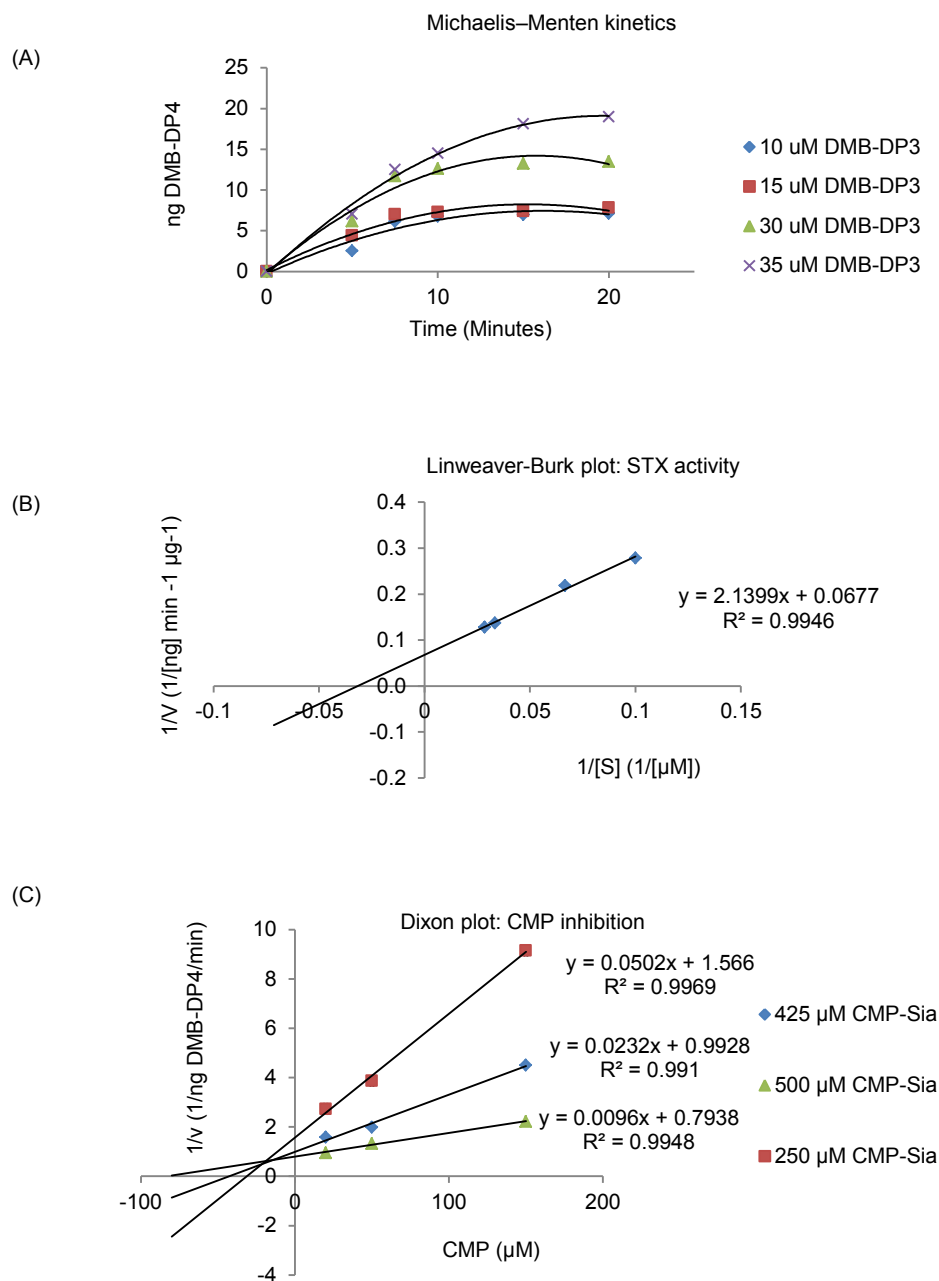 Michaelis–Menten kinetics
(A)
25
20
15
10
5
0
ng DMB-DP4
0
10
20
Time (Minutes)
10 uM DMB-DP3
15 uM DMB-DP3
30 uM DMB-DP3
35 uM DMB-DP3
Linweaver-Burk plot: STX activity
(B)
0.4
0.3
0.2
0.1
0.0
-0.1
-0.2
1/V (1/[ng] min -1 µg-1)
-0.1
-0.05
0
0.05
0.1
0.15
y = 2.1399x + 0.0677
R² = 0.9946
1/[S] (1/[µM])
(C)
Dixon plot: CMP inhibition
10
8
6
4
2
0
-2
-4
1/v (1/ng DMB-DP4/min)
-100
0
100
200
CMP (µM)
y = 0.0502x + 1.566
R² = 0.9969
y = 0.0232x + 0.9928
R² = 0.991
y = 0.0096x + 0.7938
R² = 0.9948
425 µM CMP-Sia
500 µM CMP-Sia
250 µM CMP-Sia